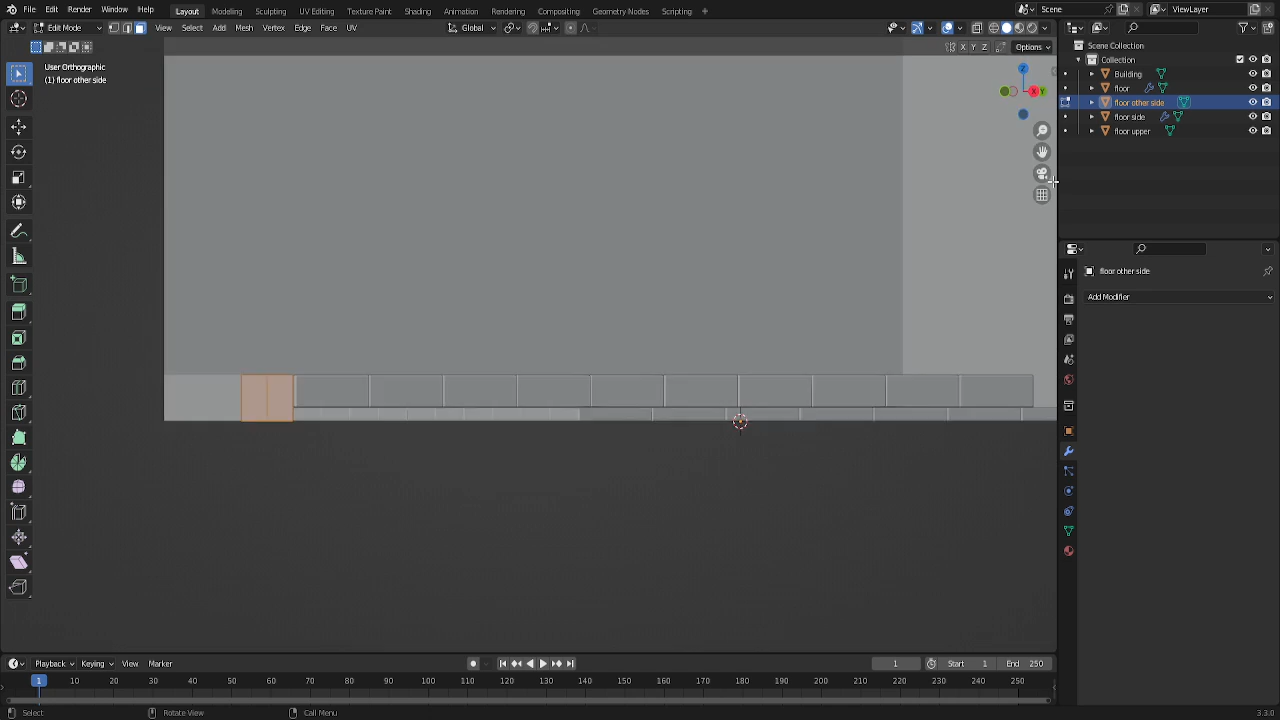 File Edit Render Window Help Layout Modeling Sculpting UV Editing Texture Paint Shading Animation Rendering Compositing Geometry Nodes Scripting + Scene ViewLayer
Edit Mode View Select Add Mesh Vertex Edge Face UV Global
X Y Z Options
User Orthographic
(1) floor other side
Z
X Y
Scene Collection
Collection
Building
floor
floor other side
floor side
floor upper
floor other side
Add Modifier
Playback Keying View Marker 1 Start 1 End 250
1 10 20 30 40 50 60 70 80 90 100 110 120 130 140 150 160 170 180 190 200 210 220 230 240 250
Select Rotate View Call Menu 3.3.0